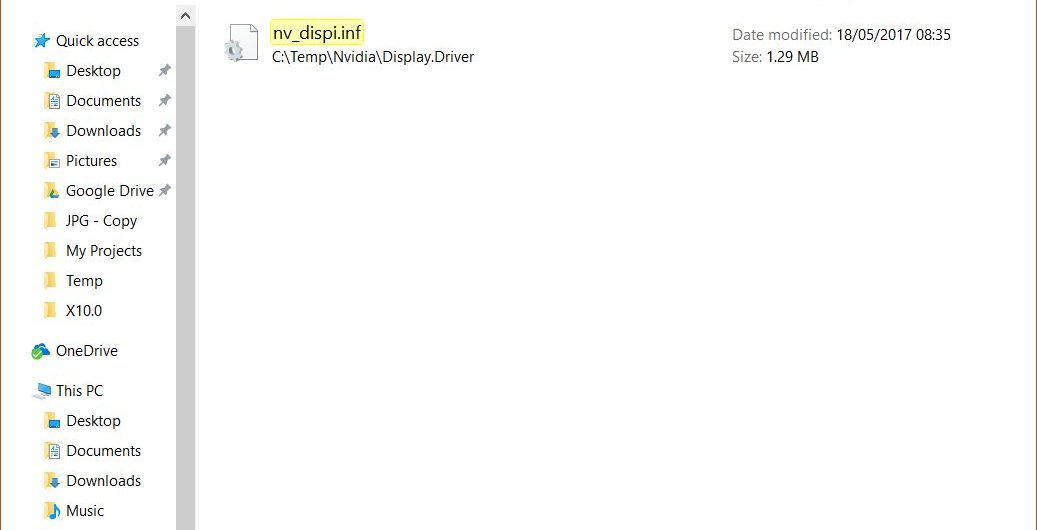 Quick access
Desktop
Documents
Downloads
Pictures
Google Drive
JPG - Copy
My Projects
Temp
X10.0
OneDrive
This PC
Desktop
Documents
Downloads
Music
nv_dispi.inf
C:\Temp\Nvidia\Display.Driver
Date modified: 18/05/2017 08:35
Size: 1.29 MB